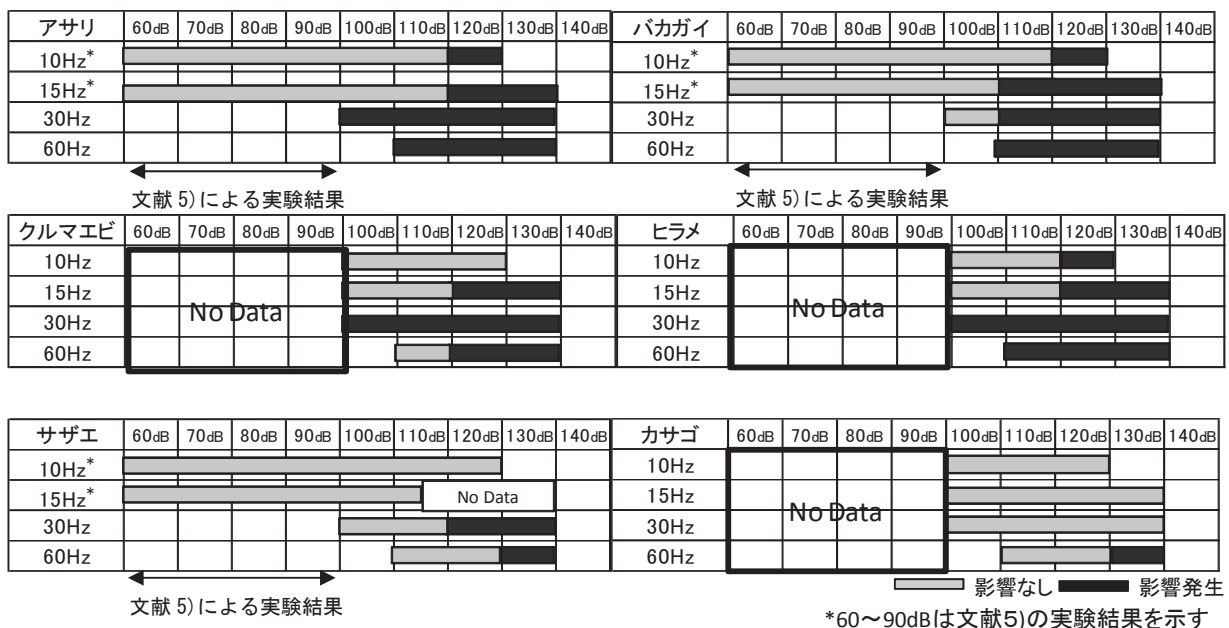 アサリ 60dB 70dB 80dB 90dB 100dB 110dB 120dB 130dB 140dB
10Hz*
15Hz*
30Hz
60Hz
文献 5)による実験結果
バカガイ 60dB 70dB 80dB 90dB 100dB 110dB 120dB 130dB 140dB
10Hz*
15Hz*
30Hz
60Hz
文献 5)による実験結果
クルマエビ 60dB 70dB 80dB 90dB 100dB 110dB 120dB 130dB 140dB
10Hz
15Hz
No Data
30Hz
60Hz
ヒラメ 60dB 70dB 80dB 90dB 100dB 110dB 120dB 130dB 140dB
10Hz
15Hz
No Data
30Hz
60Hz
サザエ 60dB 70dB 80dB 90dB 100dB 110dB 120dB 130dB 140dB
10Hz*
15Hz* No Data
30Hz
60Hz
文献 5)による実験結果
カサゴ 60dB 70dB 80dB 90dB 100dB 110dB 120dB 130dB 140dB
10Hz
15Hz
No Data
30Hz
60Hz
影響なし 影響発生
*60～90dBは文献5)の実験結果を示す